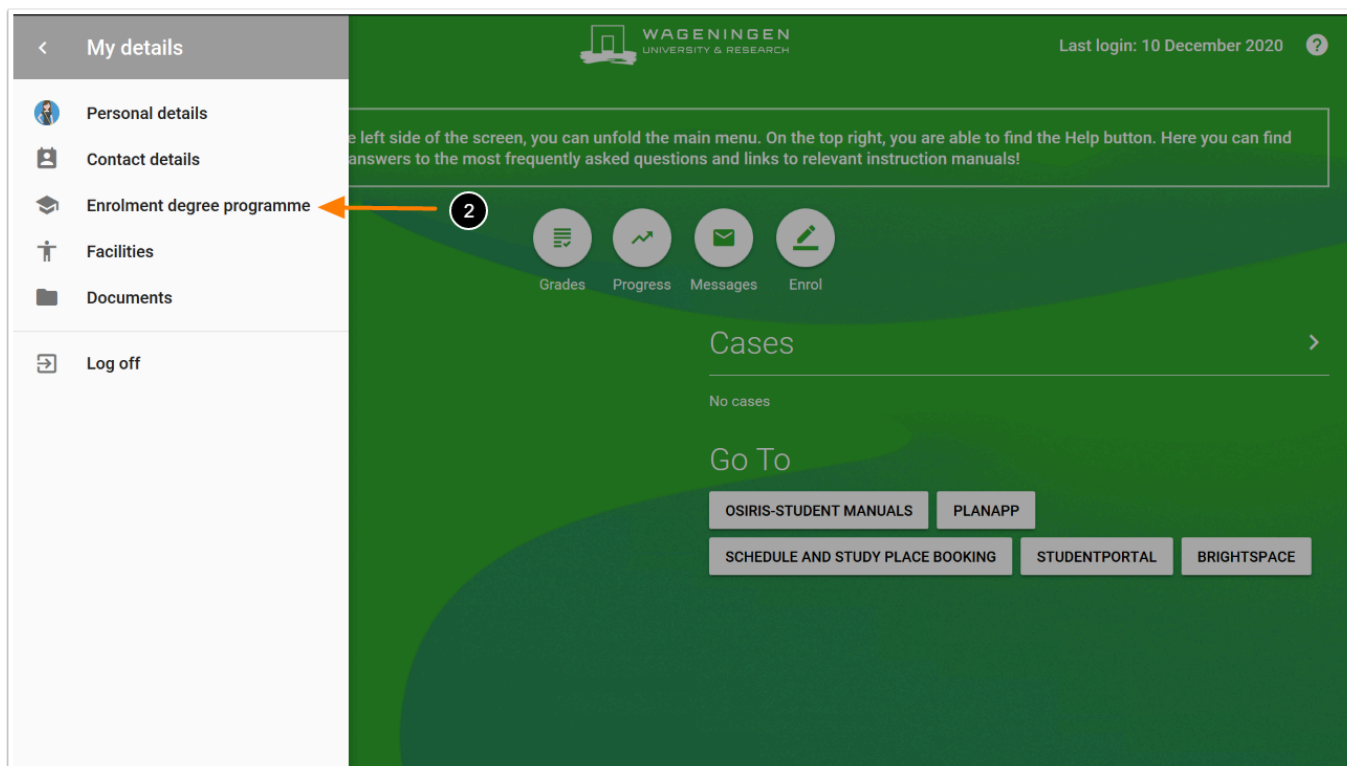 My details
Personal details
Contact details
Enrolment degree programme
Facilities
Documents
Log off
2
WAGENINGEN
UNIVERSITY & RESEARCH
Last login: 10 December 2020
?
e left side of the screen, you can unfold the main menu. On the top right, you are able to find the Help button. Here you can find
answers to the most frequently asked questions and links to relevant instruction manuals!
Grades Progress Messages Enrol
Cases
No cases
Go To
OSIRIS-STUDENT MANUALS PLANAPP
SCHEDULE AND STUDY PLACE BOOKING STUDENTPORTAL BRIGHTSPACE